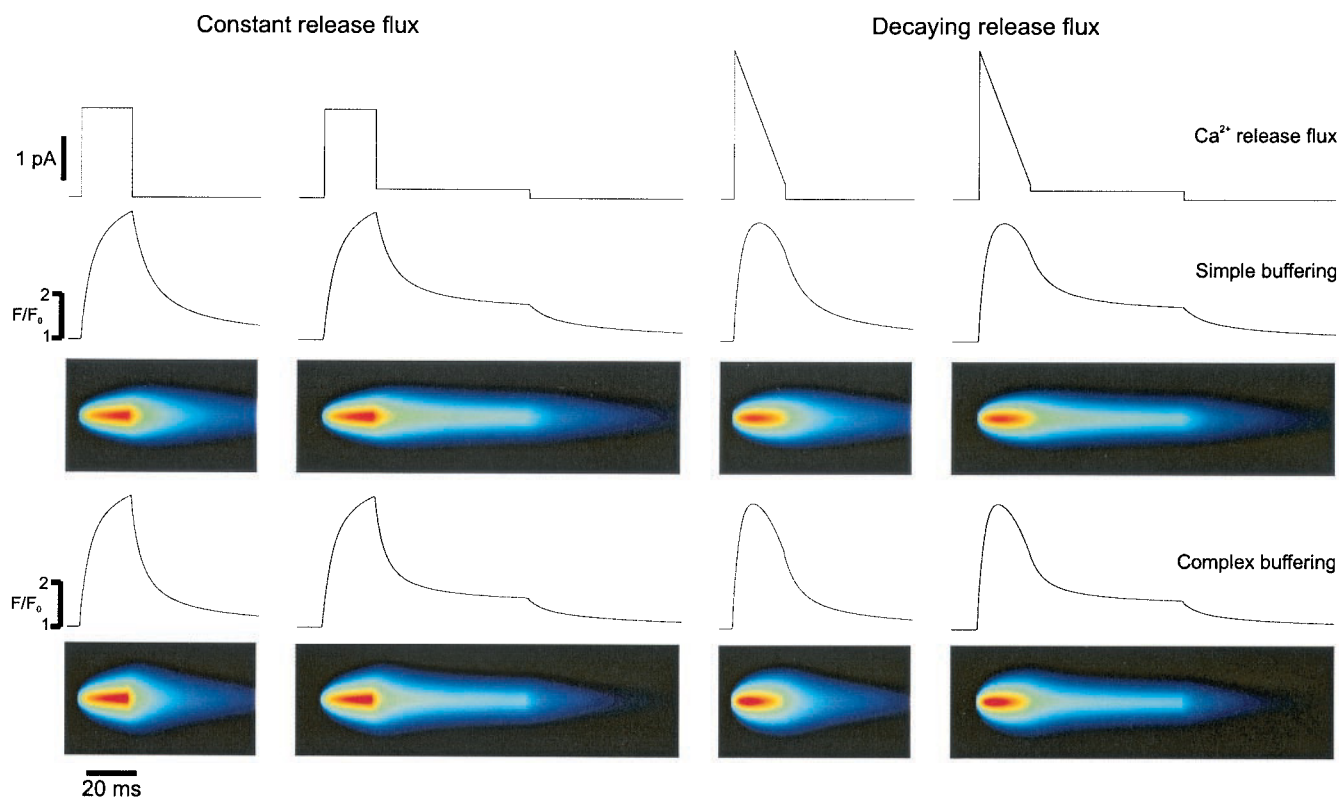 Constant release flux
Decaying release flux
1 pA
Ca²⁺ release flux
2
F/F₀
1
Simple buffering
2
F/F₀
1
Complex buffering
20 ms